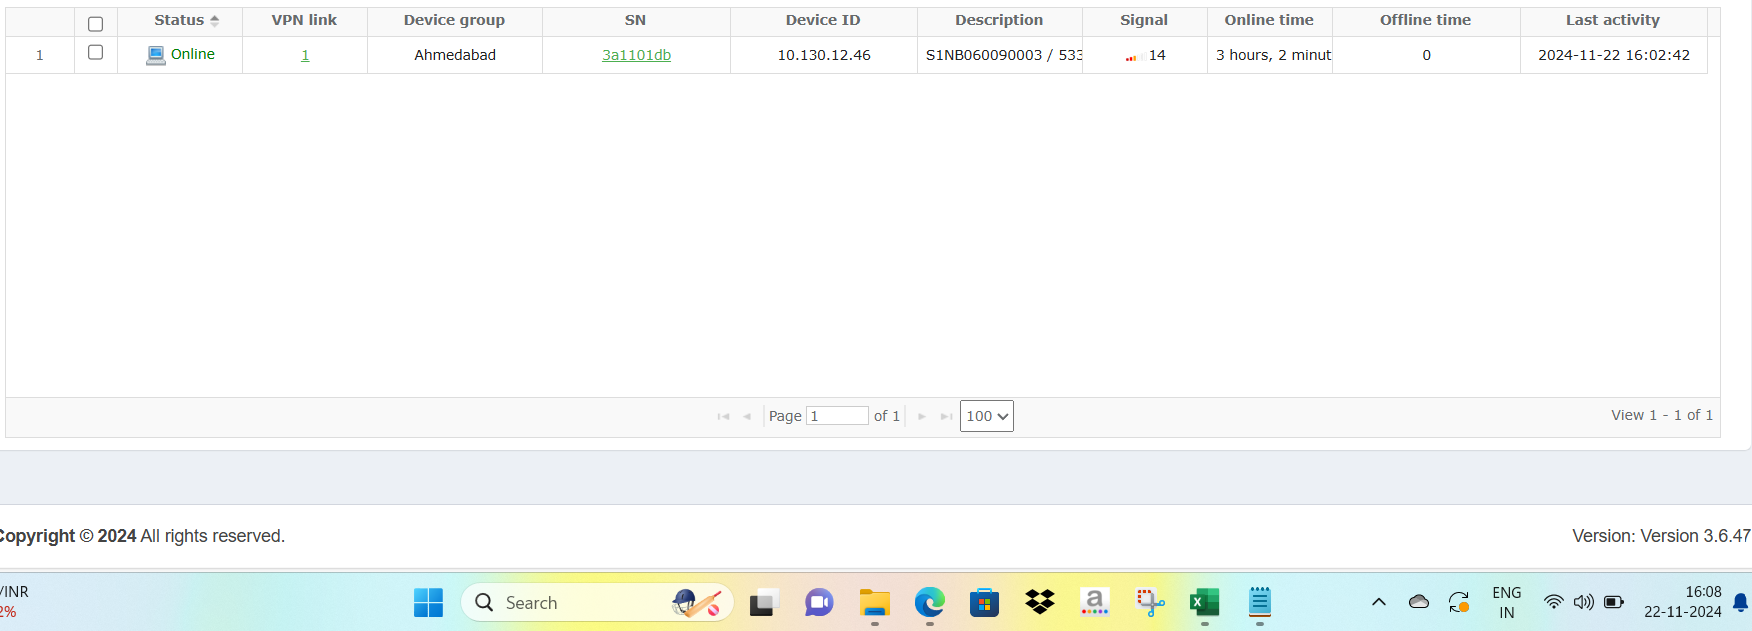 Status VPN link Device group SN Device ID Description Signal Online time Offline time Last activity
1 Online 1 Ahmedabad 3a1101db 10.130.12.46 S1NB060090003 / 533 14 3 hours, 2 minut 0 2024-11-22 16:02:42
Page 1 of 1 100 View 1 - 1 of 1
Copyright © 2024 All rights reserved. Version: Version 3.6.47
/INR
2%
Search
a
X
ENG
IN
16:08
22-11-2024